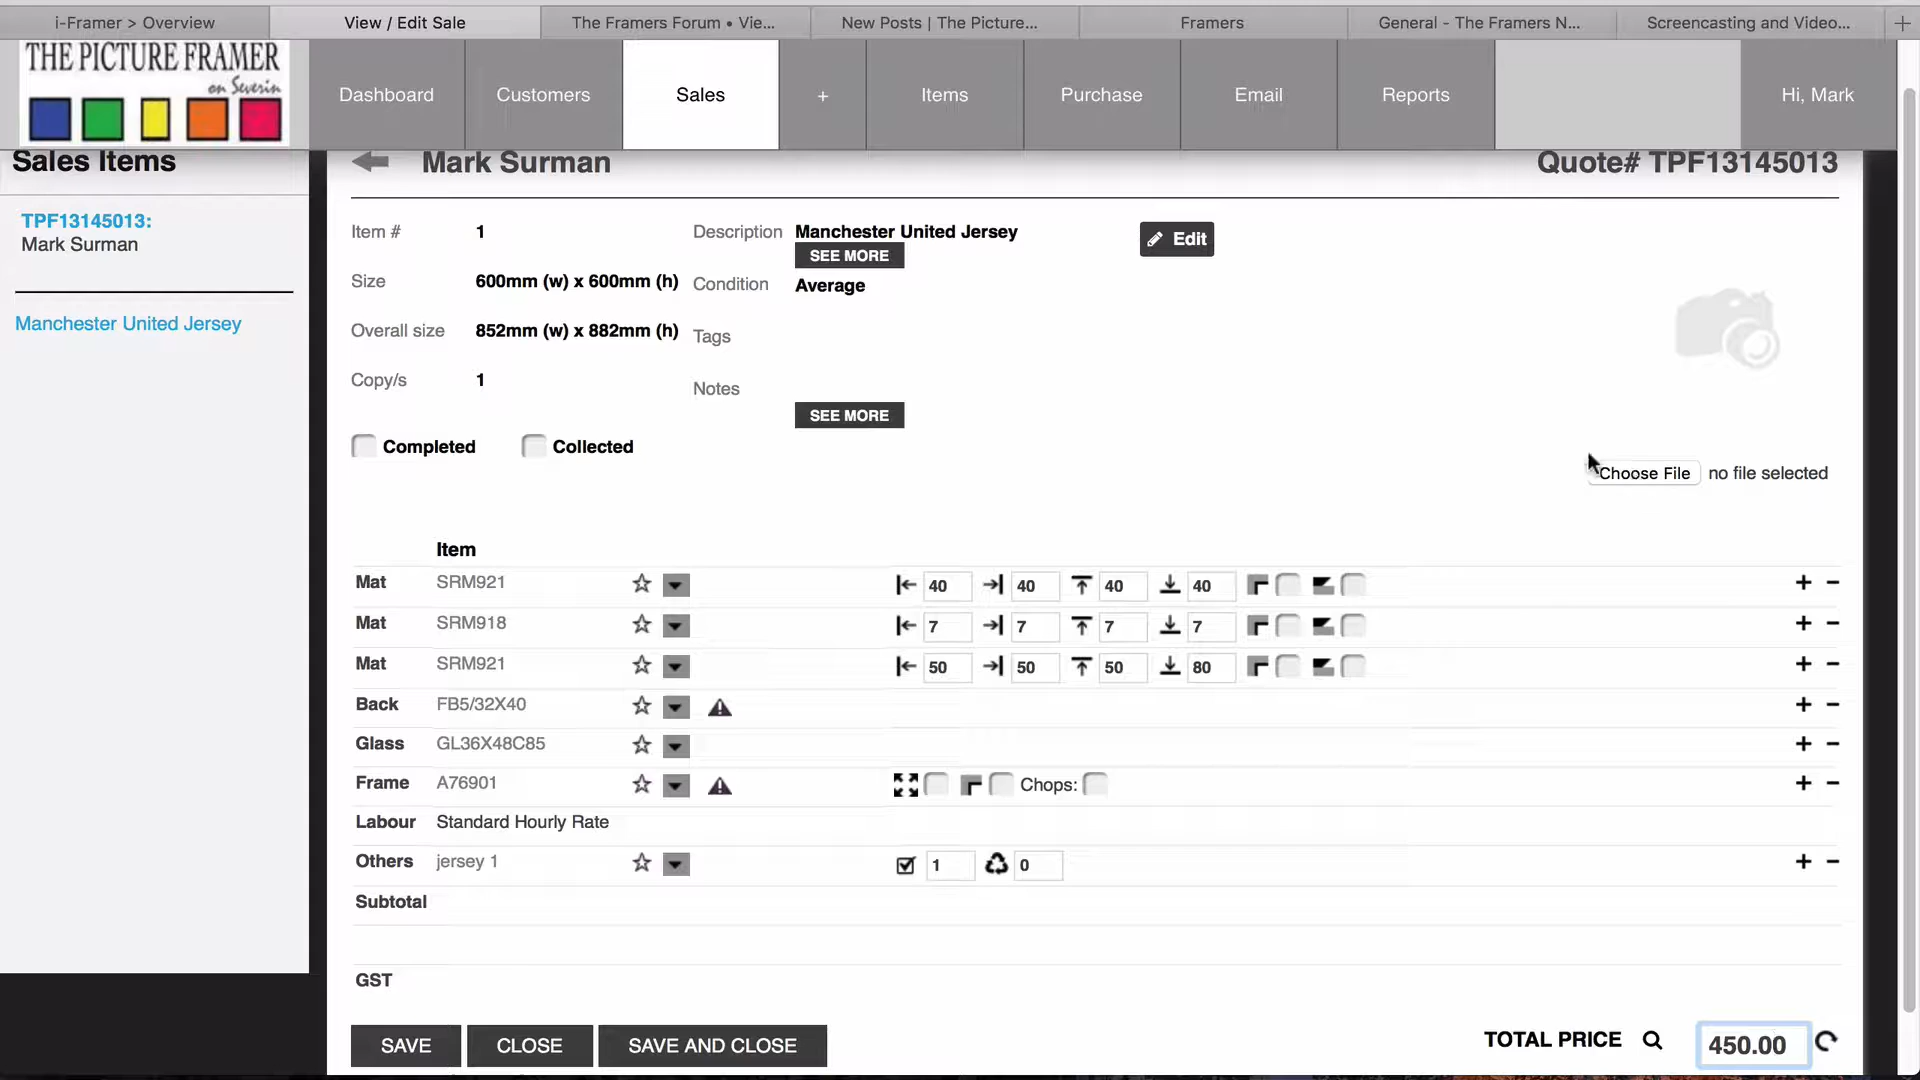 i-Framer > Overview
View / Edit Sale
The Framers Forum • Vie...
New Posts | The Picture...
Framers
General - The Framers N...
Screencasting and Video...
THE PICTURE FRAMER
on Severin
Dashboard
Customers
Sales
+
Items
Purchase
Email
Reports
Hi, Mark
Sales Items
TPF13145013:
Mark Surman
Manchester United Jersey
Mark Surman
Quote# TPF13145013
Item # 1 Description Manchester United Jersey
Edit
SEE MORE
Size 600mm (w) x 600mm (h) Condition Average
Overall size 852mm (w) x 882mm (h) Tags
Copy/s 1 Notes
SEE MORE
Completed Collected
Choose File no file selected
Item
Mat SRM921 40 40 40 40 + −
Mat SRM918 7 7 7 7 + −
Mat SRM921 50 50 50 80 + −
Back FB5/32X40 + −
Glass GL36X48C85 + −
Frame A76901 Chops: + −
Labour Standard Hourly Rate
Others jersey 1 1 0 + −
Subtotal
GST
SAVE CLOSE SAVE AND CLOSE TOTAL PRICE 450.00